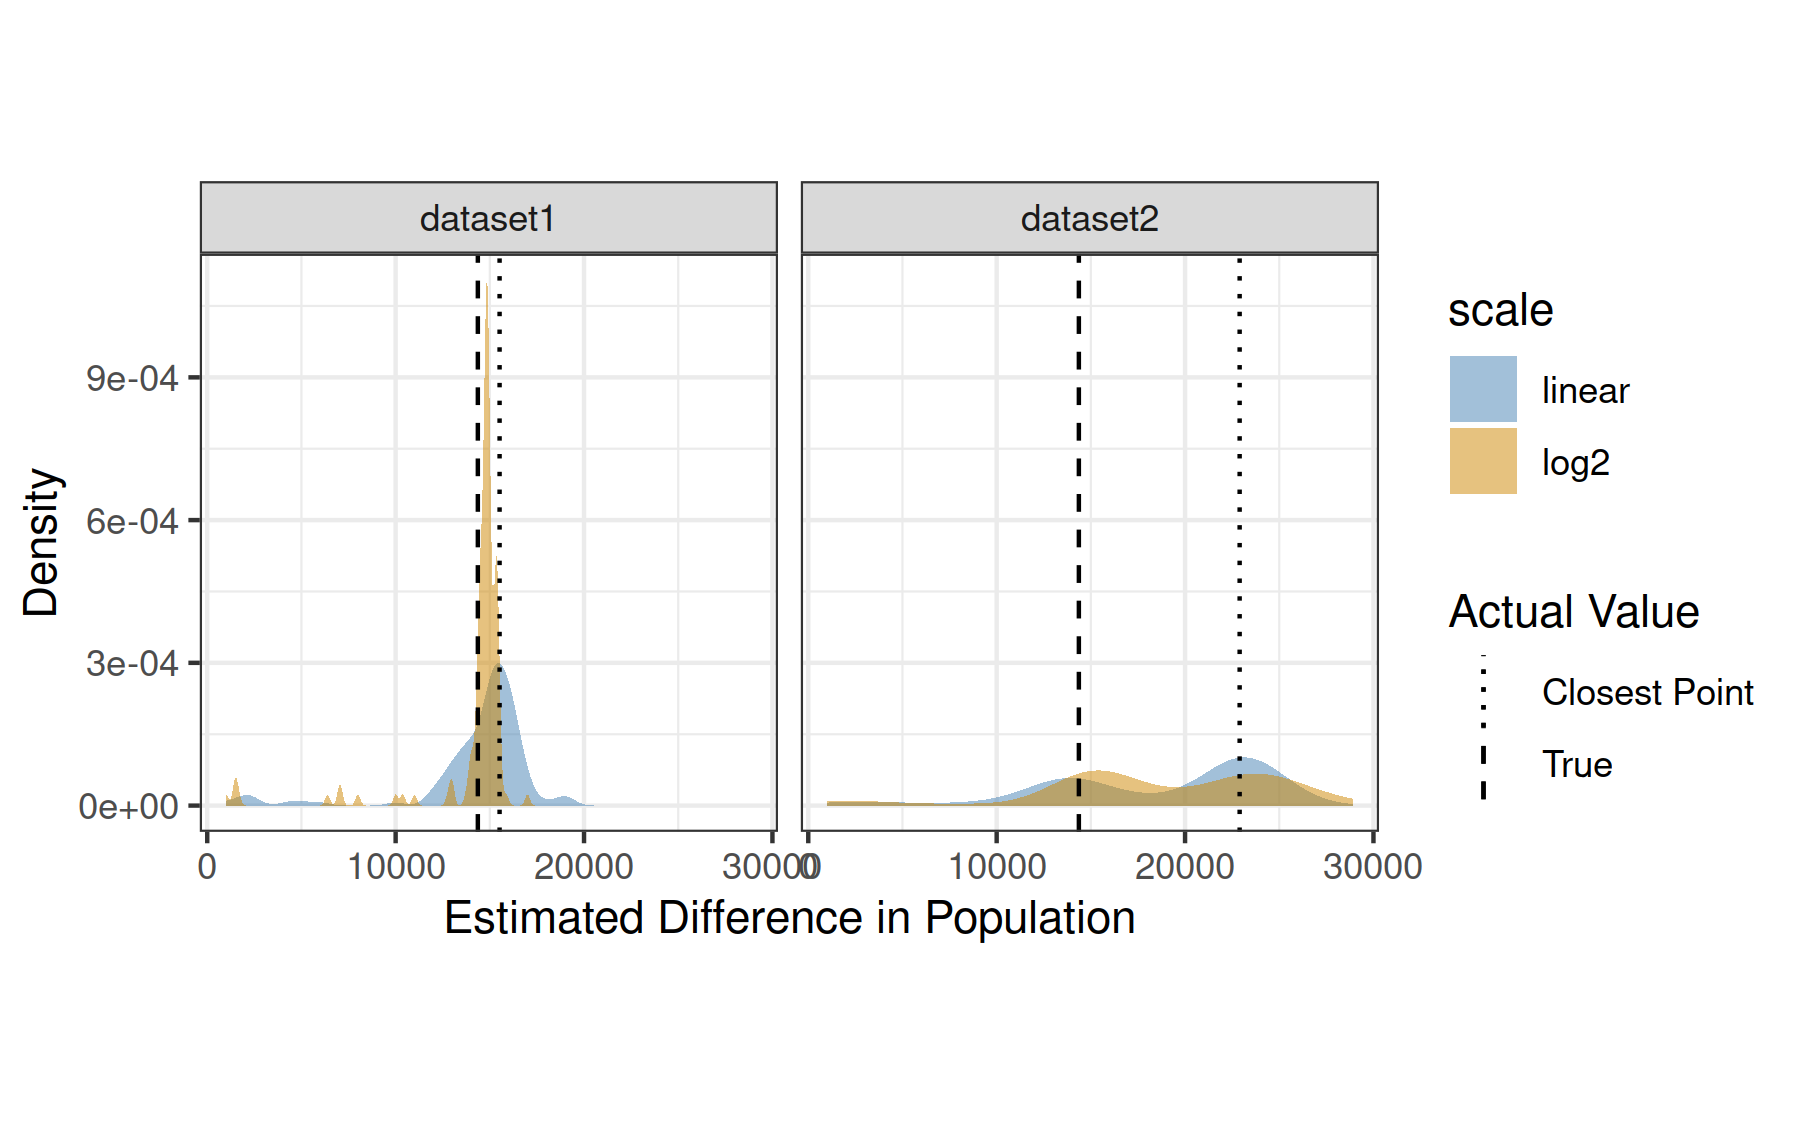 dataset1
dataset2
Density
9e-04
6e-04
3e-04
0e+00
0
10000
20000
30000
0
10000
20000
30000
Estimated Difference in Population
scale
linear
log2
Actual Value
Closest Point
True